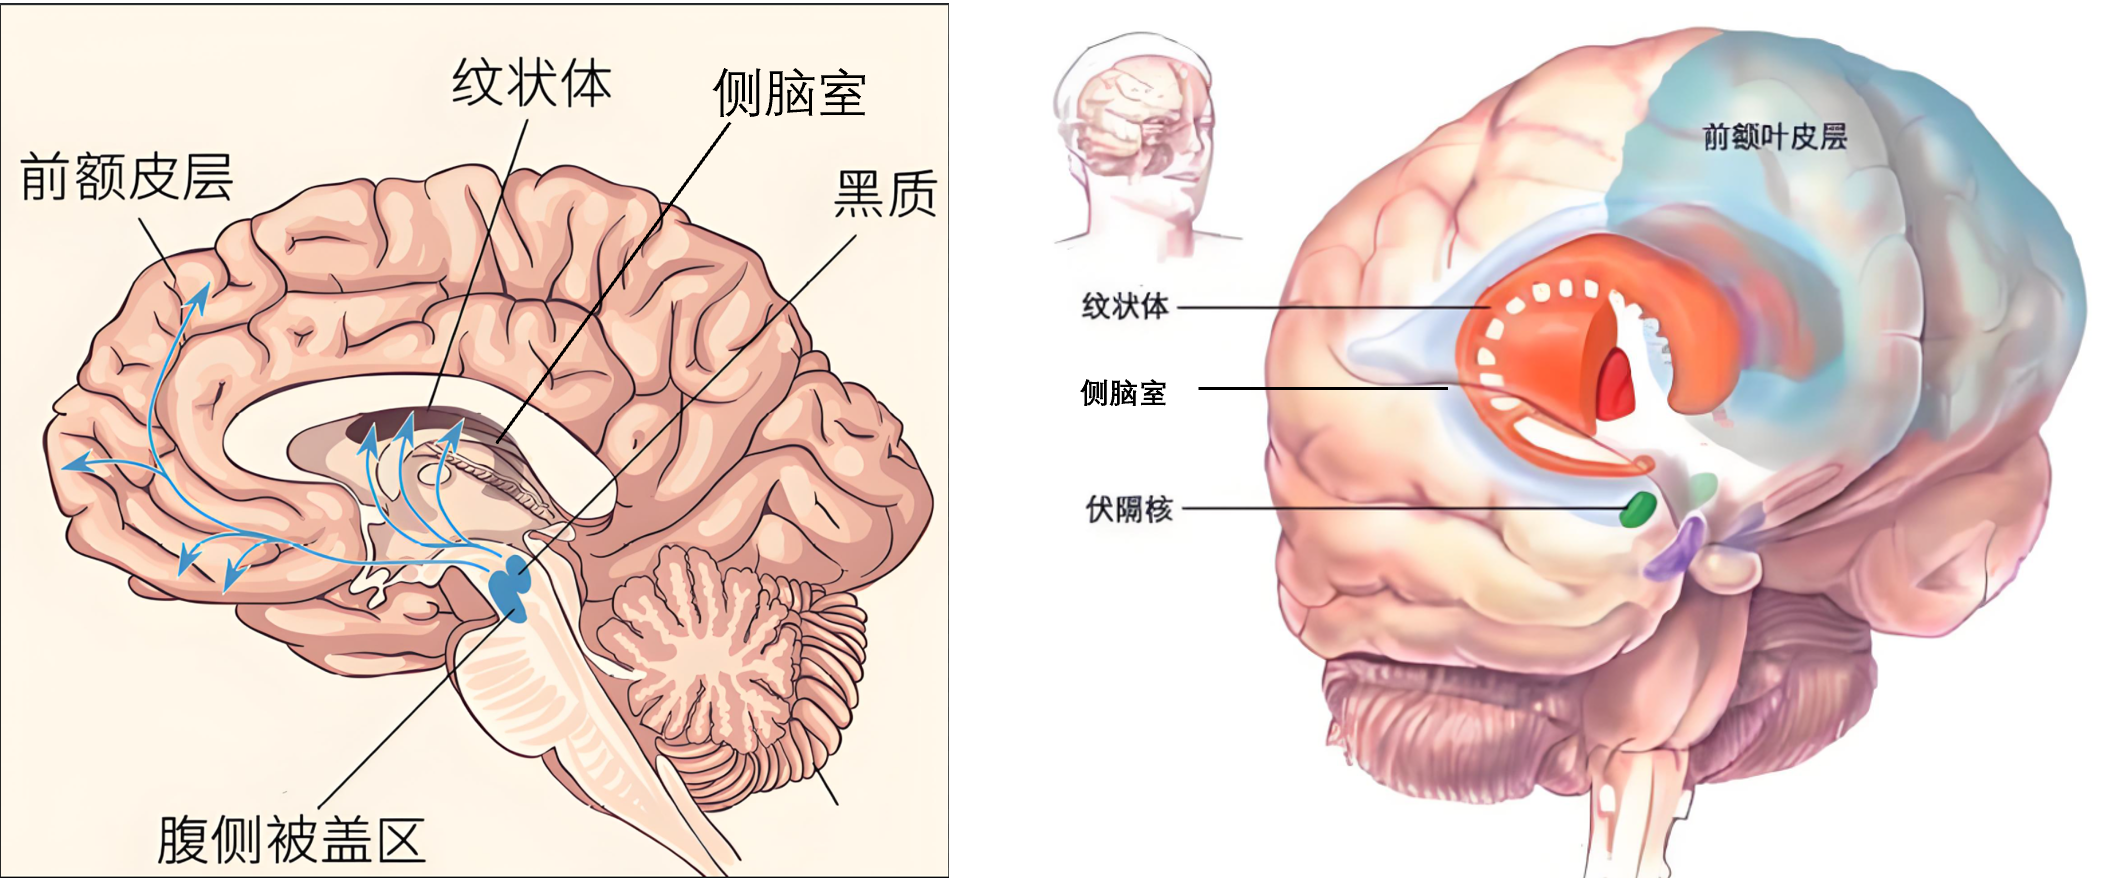 纹状体
侧脑室
前额皮层
黑质
腹侧被盖区
前额叶皮层
纹状体
侧脑室
伏隔核